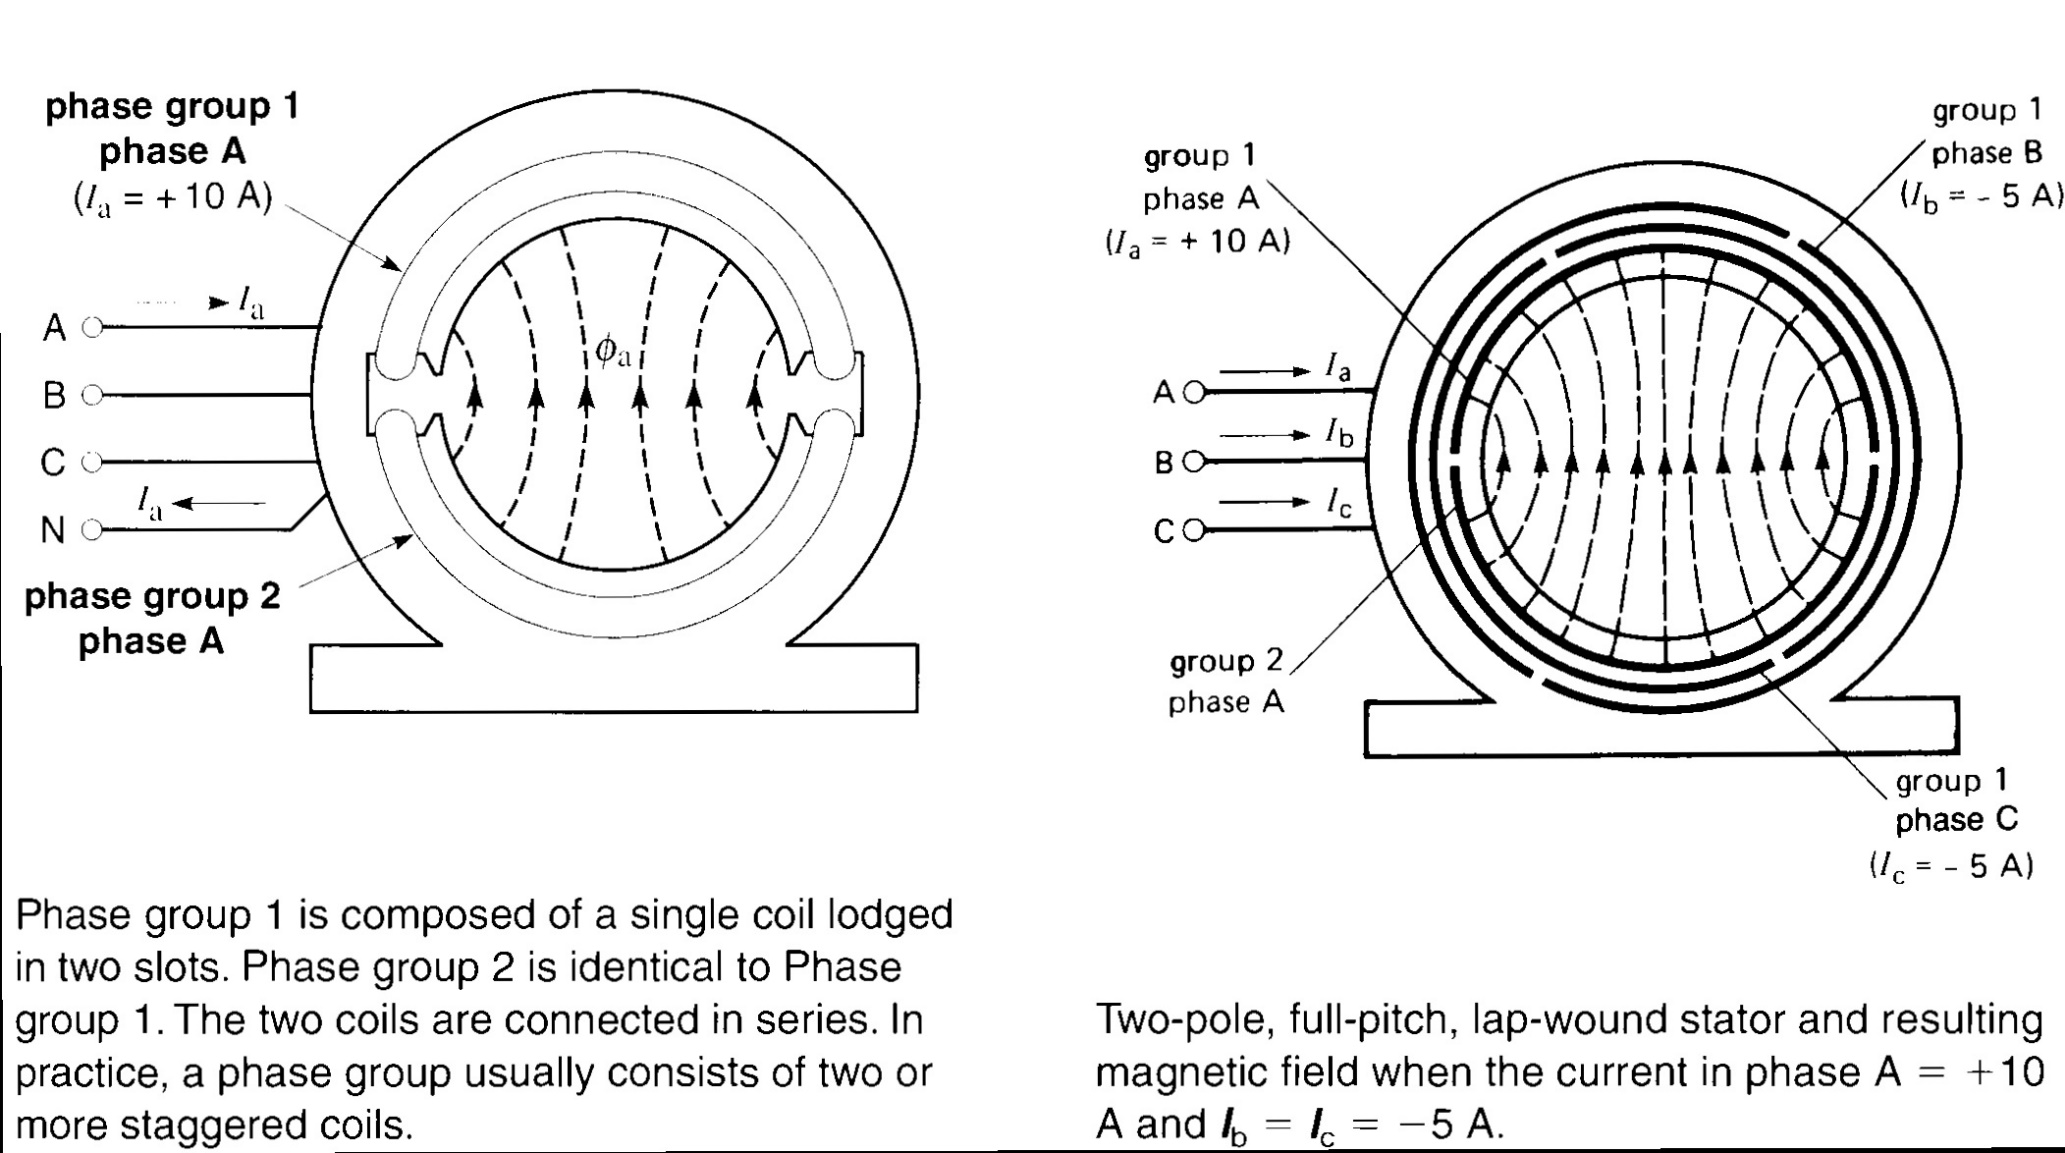 phase group 1
phase A
(Ia = +10 A)
Ia
A
B
C
Ia
N
ϕa
phase group 2
phase A
Phase group 1 is composed of a single coil lodged
in two slots. Phase group 2 is identical to Phase
group 1. The two coils are connected in series. In
practice, a phase group usually consists of two or
more staggered coils.
group 1
phase A
(Ia = + 10 A)
group 1
phase B
(Ib = - 5 A)
Ia
A
Ib
B
Ic
C
group 2
phase A
group 1
phase C
(Ic = - 5 A)
Two-pole, full-pitch, lap-wound stator and resulting
magnetic field when the current in phase A = +10
A and Ib = Ic = −5 A.